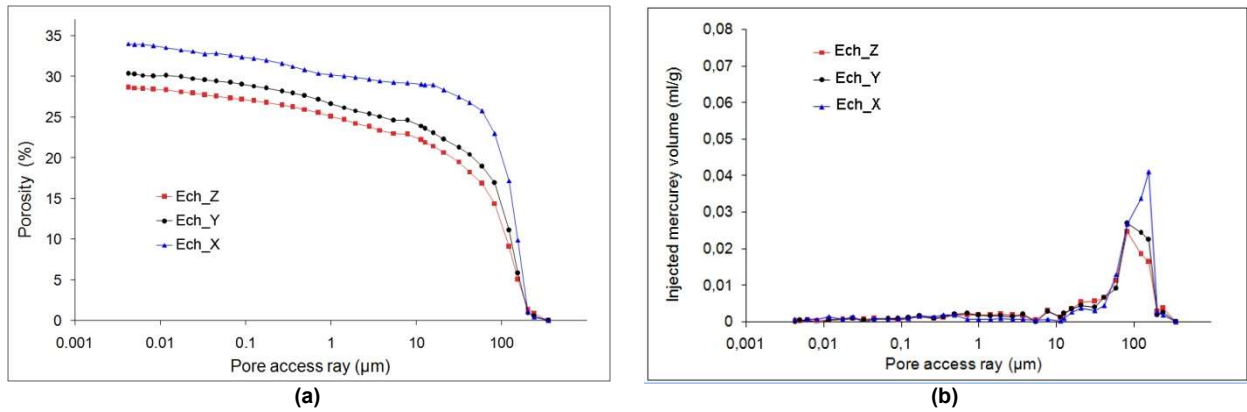 35
30
25
20
15
10
5
0
Porosity (%)
Ech_Z
Ech_Y
Ech_X
0.001 0.01 0.1 1 10 100
Pore access ray (µm)
(a)
0,08
0,07
0,06
0,05
0,04
0,03
0,02
0,01
0
Injected mercurey volume (ml/g)
Ech_Z
Ech_Y
Ech_X
0,001 0,01 0,1 1 10 100
Pore access ray (µm)
(b)